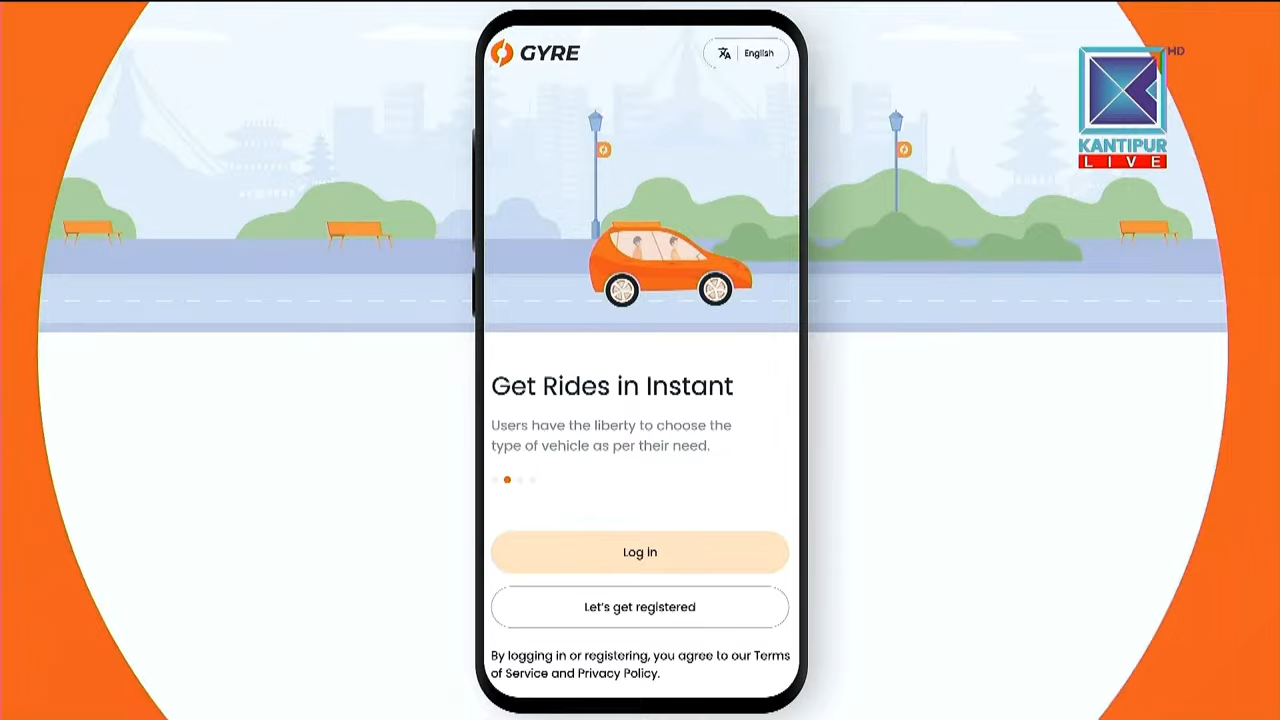 GYRE
English
HD
KANTIPUR
LIVE
Get Rides in Instant
Users have the liberty to choose the
type of vehicle as per their need.
Log in
Let's get registered
By logging in or registering, you agree to our Terms
of Service and Privacy Policy.